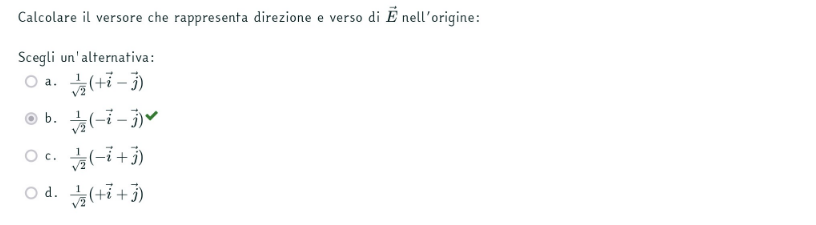 Calcolare il versore che rappresenta direzione e verso di $\vec{E}$ nell'origine:
Scegli un'alternativa:
a. $\frac{1}{\sqrt{2}}(+\vec{i}-\vec{j})$
b. $\frac{1}{\sqrt{2}}(-\vec{i}-\vec{j})$✔
c. $\frac{1}{\sqrt{2}}(-\vec{i}+\vec{j})$
d. $\frac{1}{\sqrt{2}}(+\vec{i}+\vec{j})$